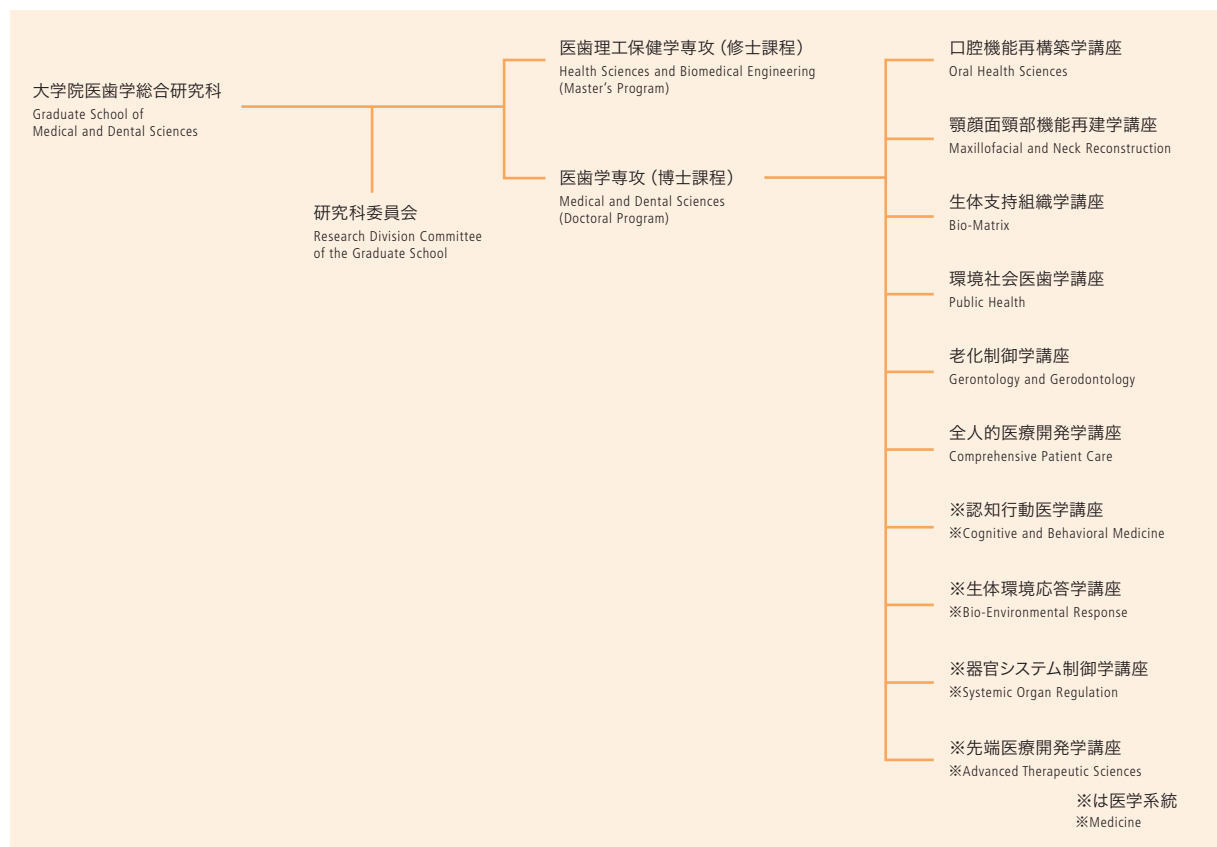 大学院医歯学総合研究科
Graduate School of
Medical and Dental Sciences
研究科委員会
Research Division Committee
of the Graduate School
医歯理工保健学専攻（修士課程）
Health Sciences and Biomedical Engineering
(Master's Program)
医歯学専攻（博士課程）
Medical and Dental Sciences
(Doctoral Program)
口腔機能再構築学講座
Oral Health Sciences
顎顔面頸部機能再建学講座
Maxillofacial and Neck Reconstruction
生体支持組織学講座
Bio-Matrix
環境社会医歯学講座
Public Health
老化制御学講座
Gerontology and Gerodontology
全人的医療開発学講座
Comprehensive Patient Care
※認知行動医学講座
※Cognitive and Behavioral Medicine
※生体環境応答学講座
※Bio-Environmental Response
※器官システム制御学講座
※Systemic Organ Regulation
※先端医療開発学講座
※Advanced Therapeutic Sciences
※は医学系統
※Medicine